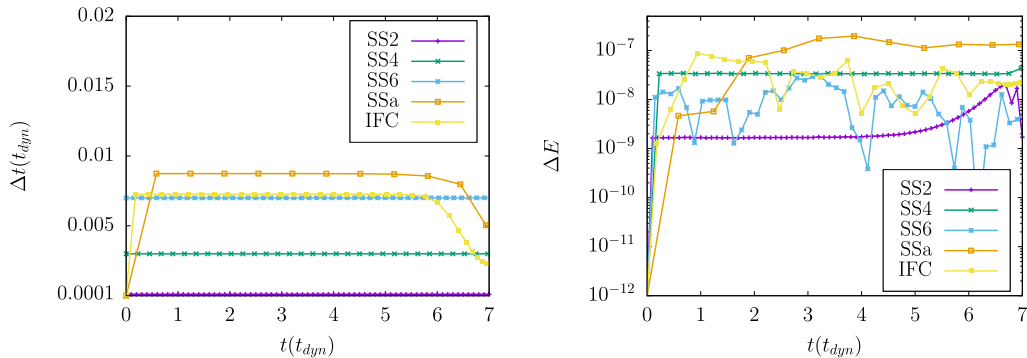 0.02
0.015
0.01
0.005
0.0001
Δt(t_dyn)
0 1 2 3 4 5 6 7
t(t_dyn)
SS2
SS4
SS6
SSa
IFC
10^−7
10^−8
10^−9
10^−10
10^−11
10^−12
ΔE
0 1 2 3 4 5 6 7
t(t_dyn)
SS2
SS4
SS6
SSa
IFC